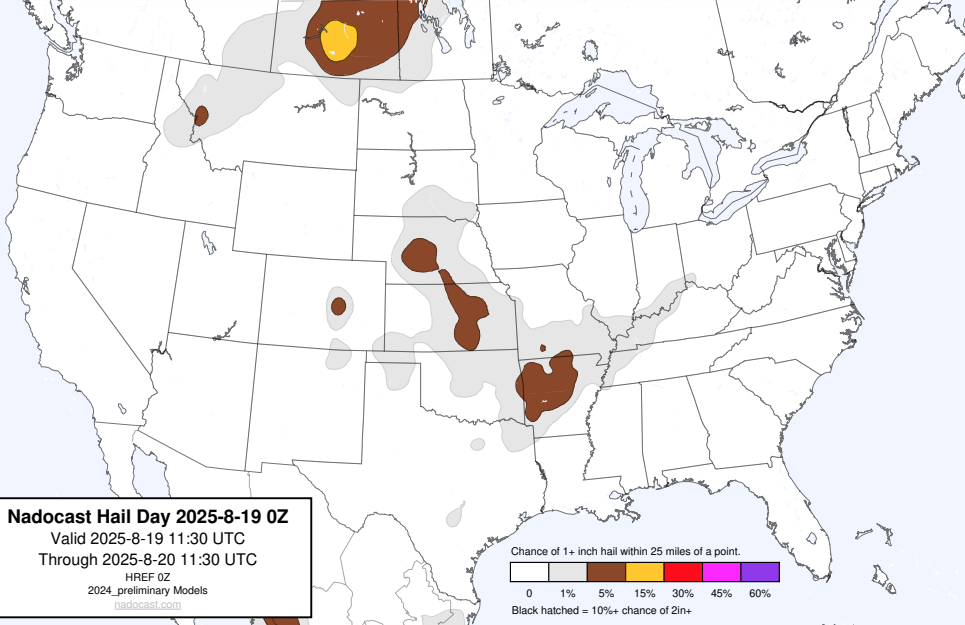 Nadocast Hail Day 2025-8-19 0Z
Valid 2025-8-19 11:30 UTC
Through 2025-8-20 11:30 UTC
HREF 0Z
2024_preliminary Models
nadocast.com
Chance of 1+ inch hail within 25 miles of a point.
0 1% 5% 15% 30% 45% 60%
Black hatched = 10%+ chance of 2in+